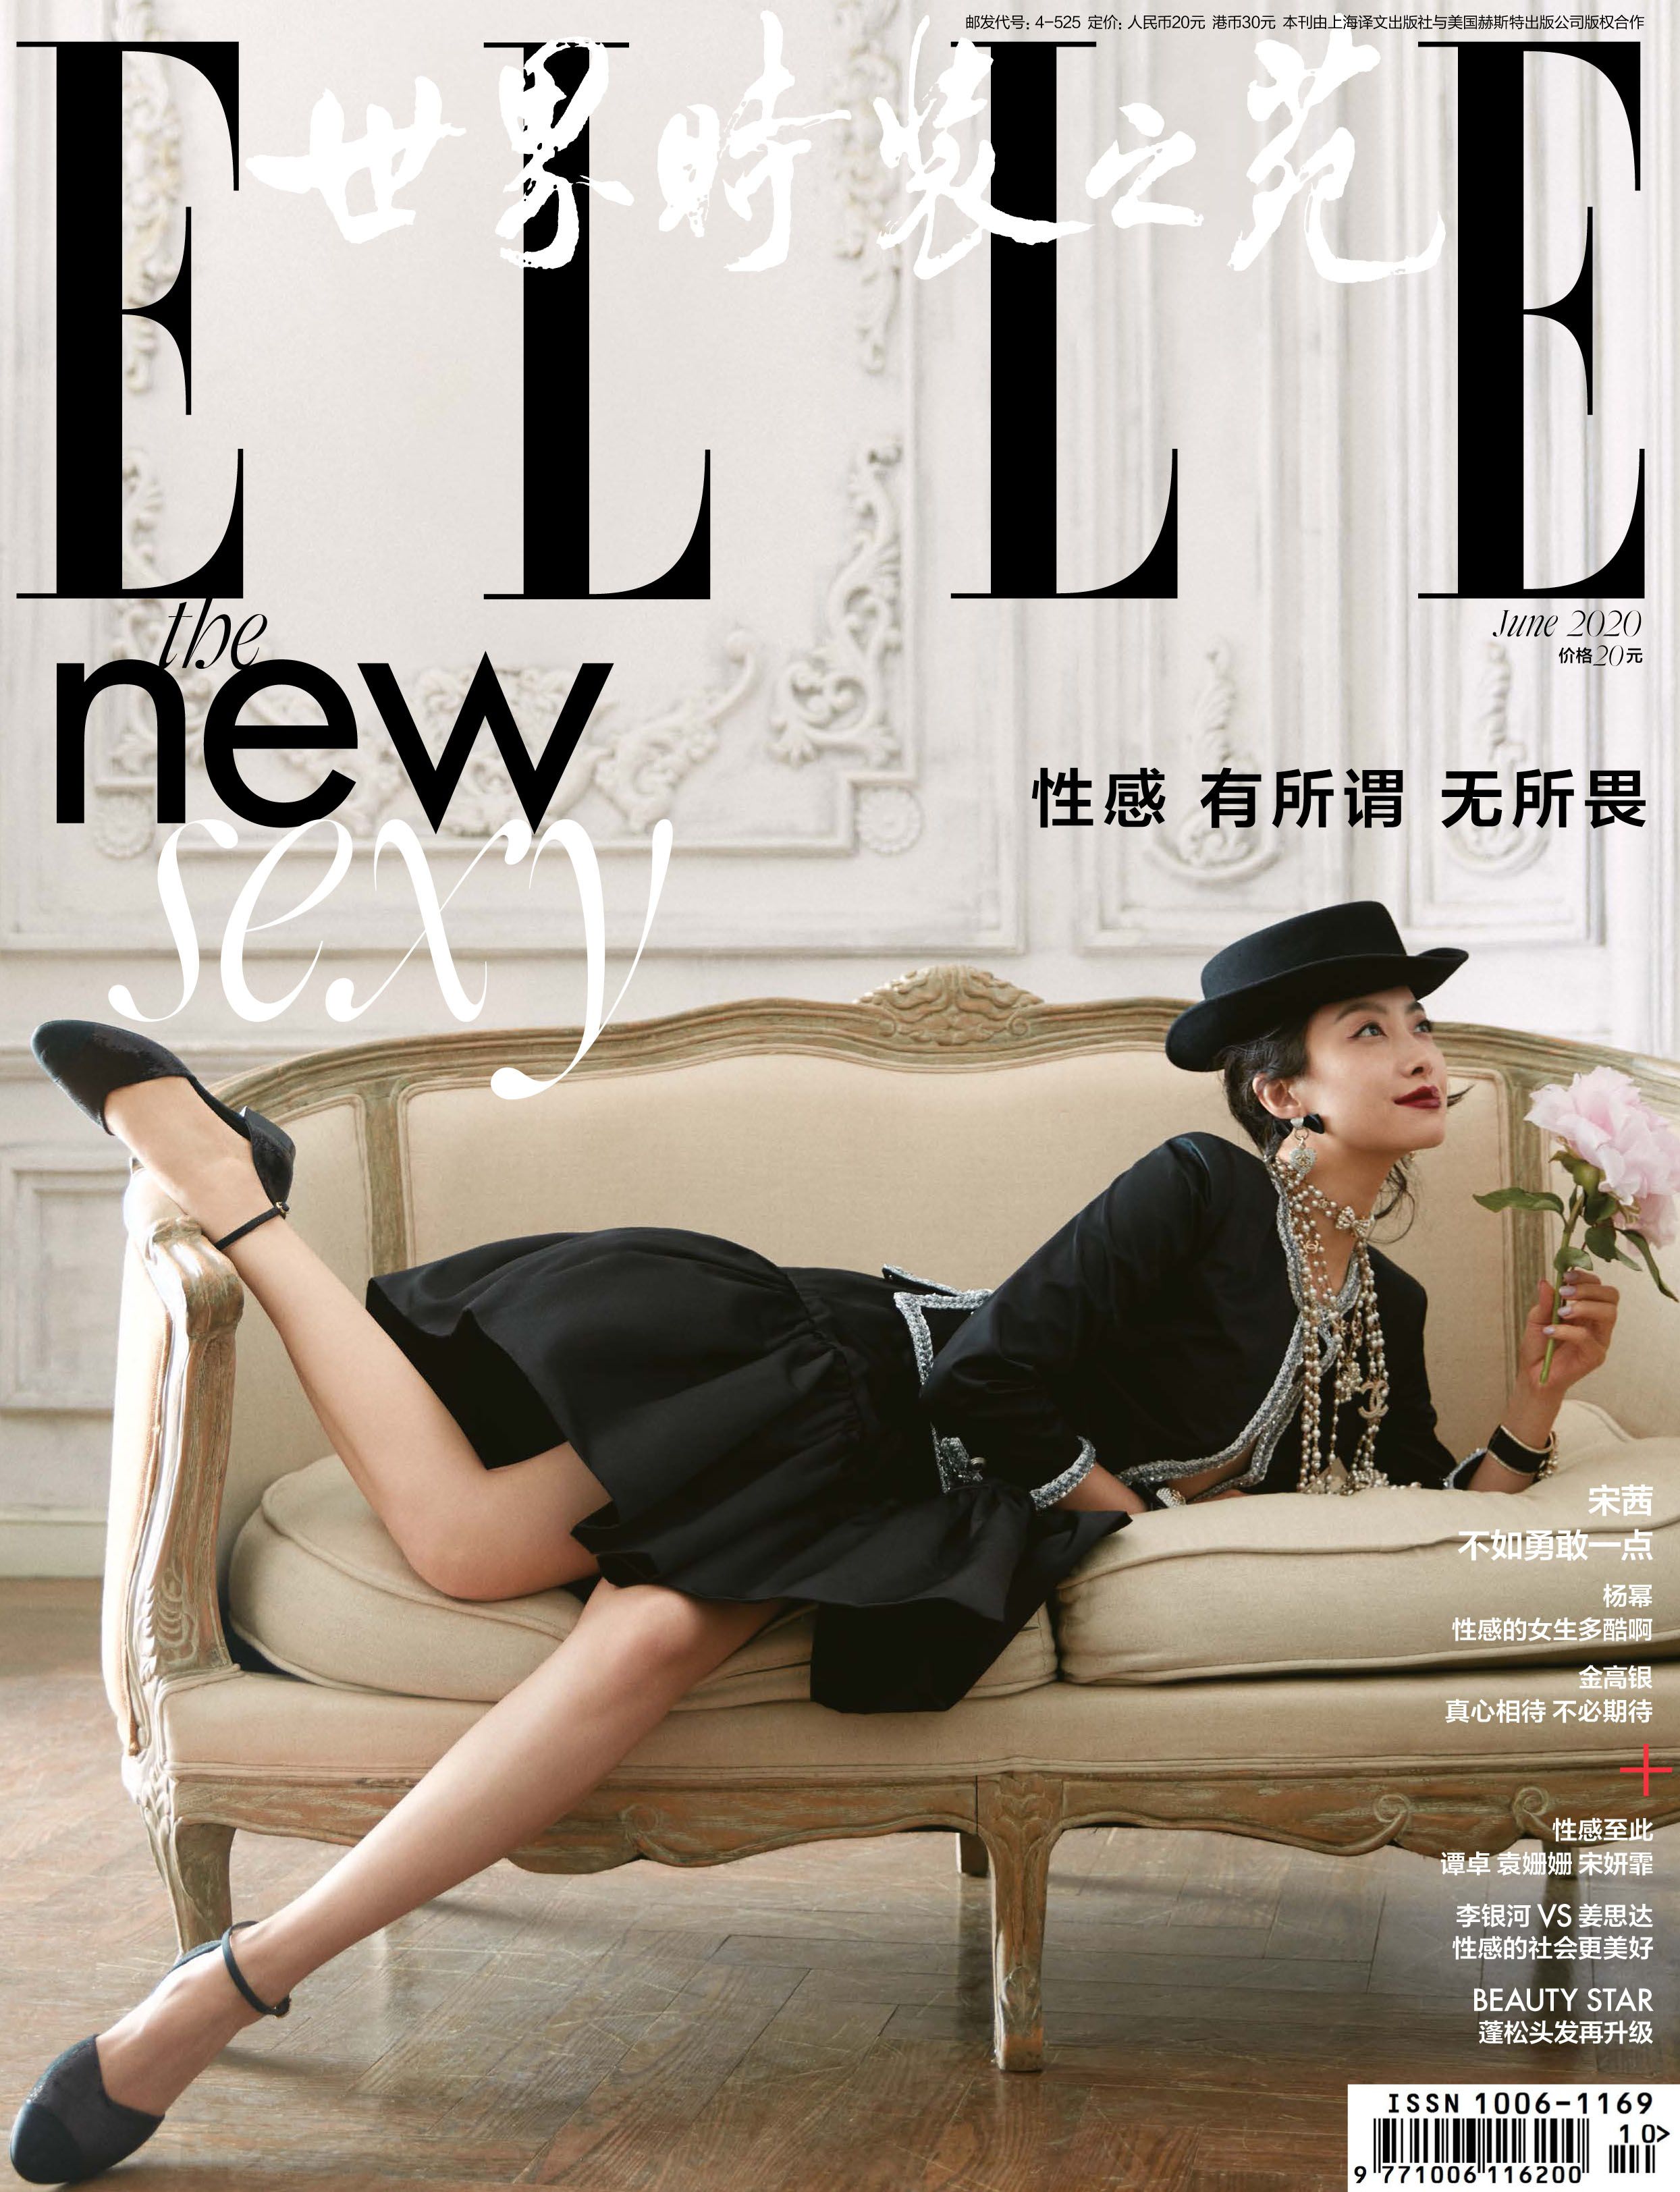 邮发代号：4-525 定价：人民币20元 港币30元 本刊由上海译文出版社与美国赫斯特出版公司版权合作
ELLE
世界時裝之苑
the
new
sexy
June 2020
价格20元
性感 有所谓 无所畏
宋茜
不如勇敢一点
杨幂
性感的女生多酷啊
金高银
真心相待 不必期待
+
性感至此
谭卓 袁姗姗 宋妍霏
李银河 VS 姜思达
性感的社会更美好
BEAUTY STAR
蓬松头发再升级
ISSN 1006-1169
10>
9 771006 116200